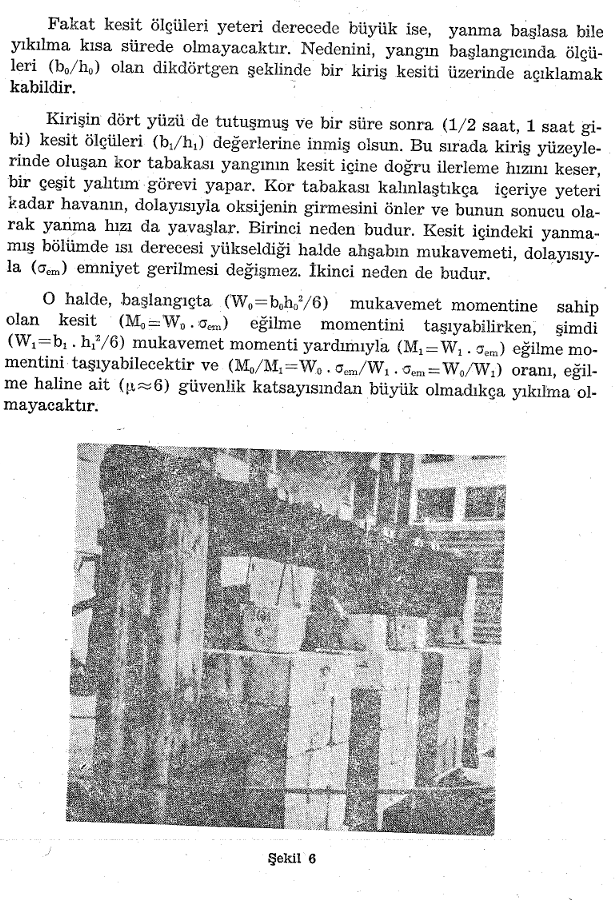 Fakat kesit ölçüleri yeteri derecede büyük ise, yanma başlasa bile
yıkılma kısa sürede olmayacaktır. Nedenini, yangın başlangıcında ölçü-
leri (b₀/h₀) olan dikdörtgen şeklinde bir kiriş kesiti üzerinde açıklamak
kabildir.
Kirişin dört yüzü de tutuşmuş ve bir süre sonra (1/2 saat, 1 saat gi-
bi) kesit ölçüleri (b₁/h₁) değerlerine inmiş olsun. Bu sırada kiriş yüzeyle-
rinde oluşan kor tabakası yangının kesit içine doğru ilerleme hızını keser,
bir çeşit yalıtım görevi yapar. Kor tabakası kalınlaştıkça içeriye yeteri
kadar havanın, dolayısıyla oksijenin girmesini önler ve bunun sonucu ola-
rak yanma hızı da yavaşlar. Birinci neden budur. Kesit içindeki yanma-
mış bölümde ısı derecesi yükseldiği halde ahşabın mukavemeti, dolayısıy-
la (σem) emniyet gerilmesi değişmez. İkinci neden de budur.
O halde, başlangıçta (W₀=b₀h₀²/6) mukavemet momentine sahip
olan kesit (M₀=W₀ . σem) eğilme momentini taşıyabilirken, şimdi
(W₁=b₁ . h₁²/6) mukavemet momenti yardımıyla (M₁=W₁ . σem) eğilme mo-
mentini taşıyabilecektir ve (M₀/M₁=W₀ . σem/W₁ . σem=W₀/W₁) oranı, eğil-
me haline ait (μ≈6) güvenlik katsayısından büyük olmadıkça yıkılma ol-
mayacaktır.
Şekil 6